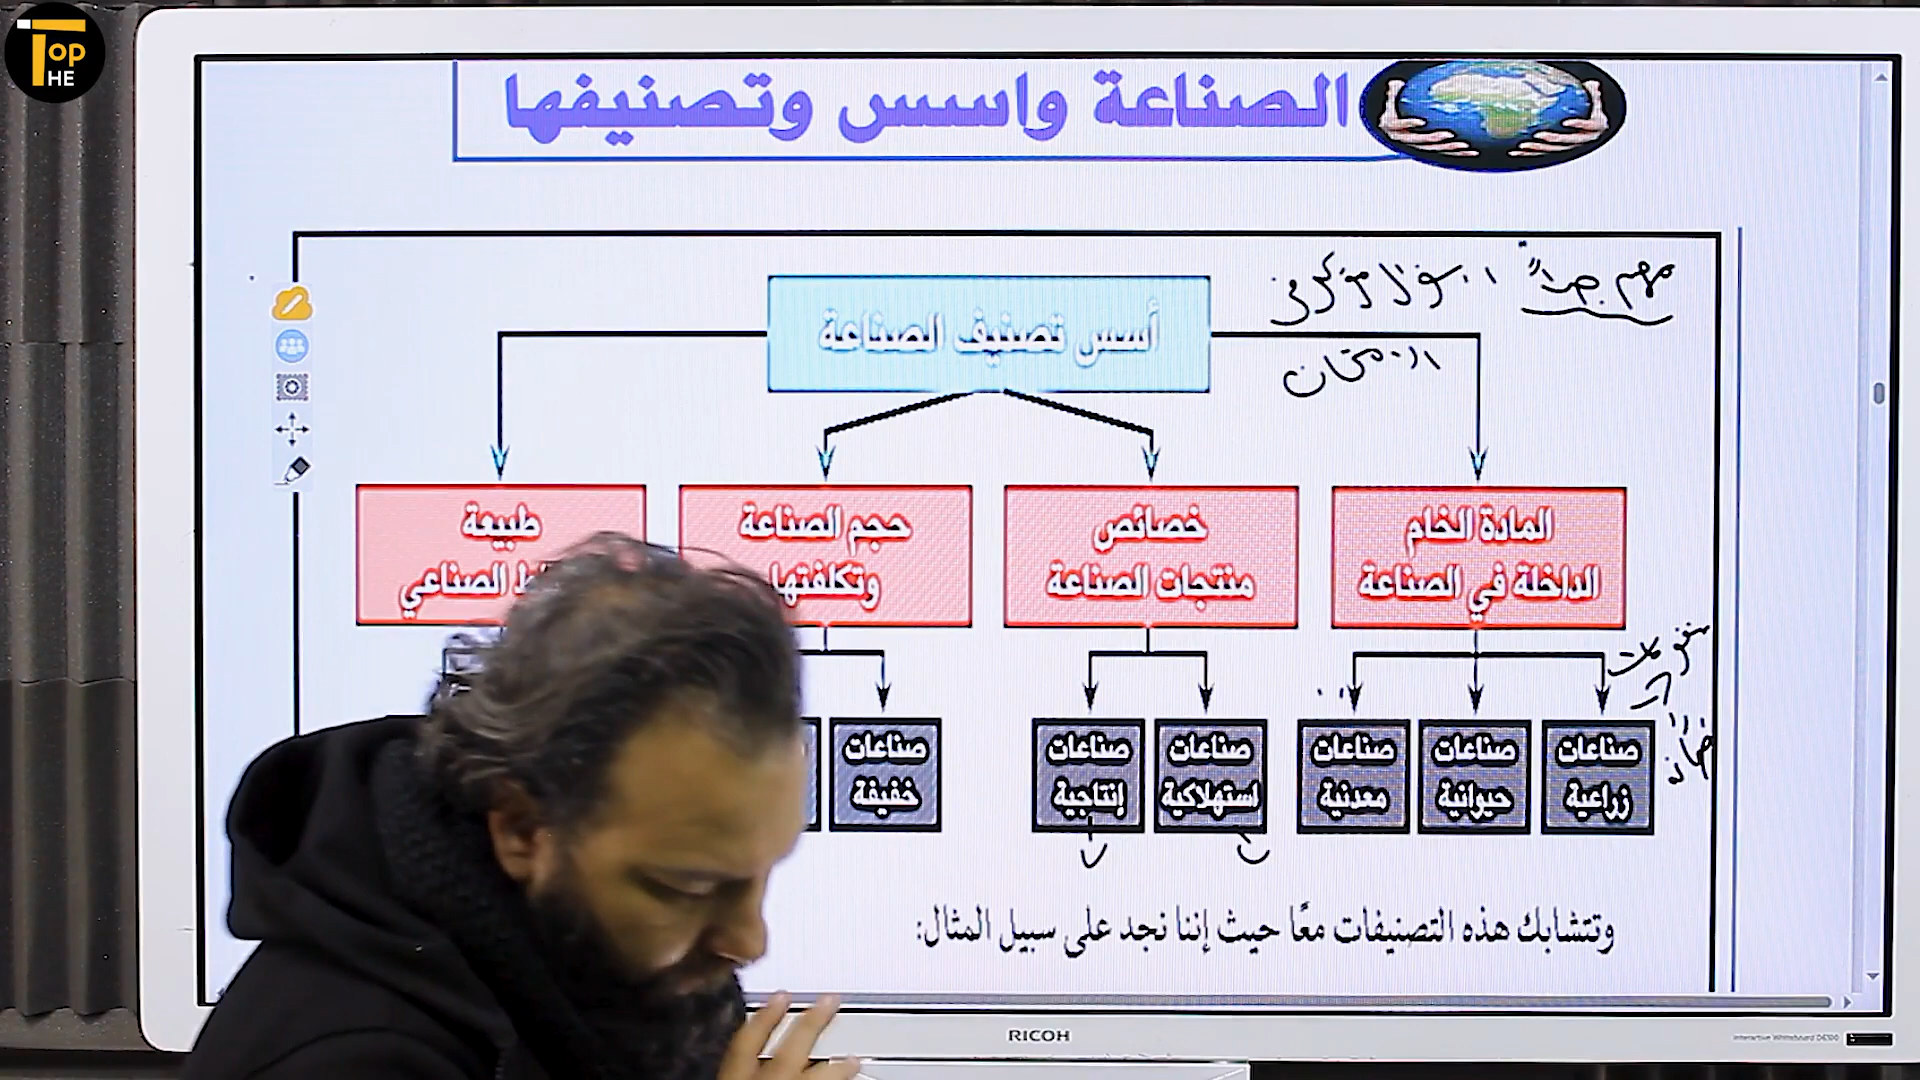 TOP
THE
الصناعة واسس وتصنيفها
مهم جداً
أسس تصنيف الصناعة
المادة الخام
الداخلة في الصناعة
خصائص
منتجات الصناعة
حجم الصناعة
وتكلفتها
طبيعة
الصناعي
صناعات
زراعية
صناعات
حيوانية
صناعات
معدنية
صناعات
استهلاكية
صناعات
إنتاجية
صناعات
خفيفة
وتتشابك هذه التصنيفات معًا حيث إننا نجد على سبيل المثال:
RICOH